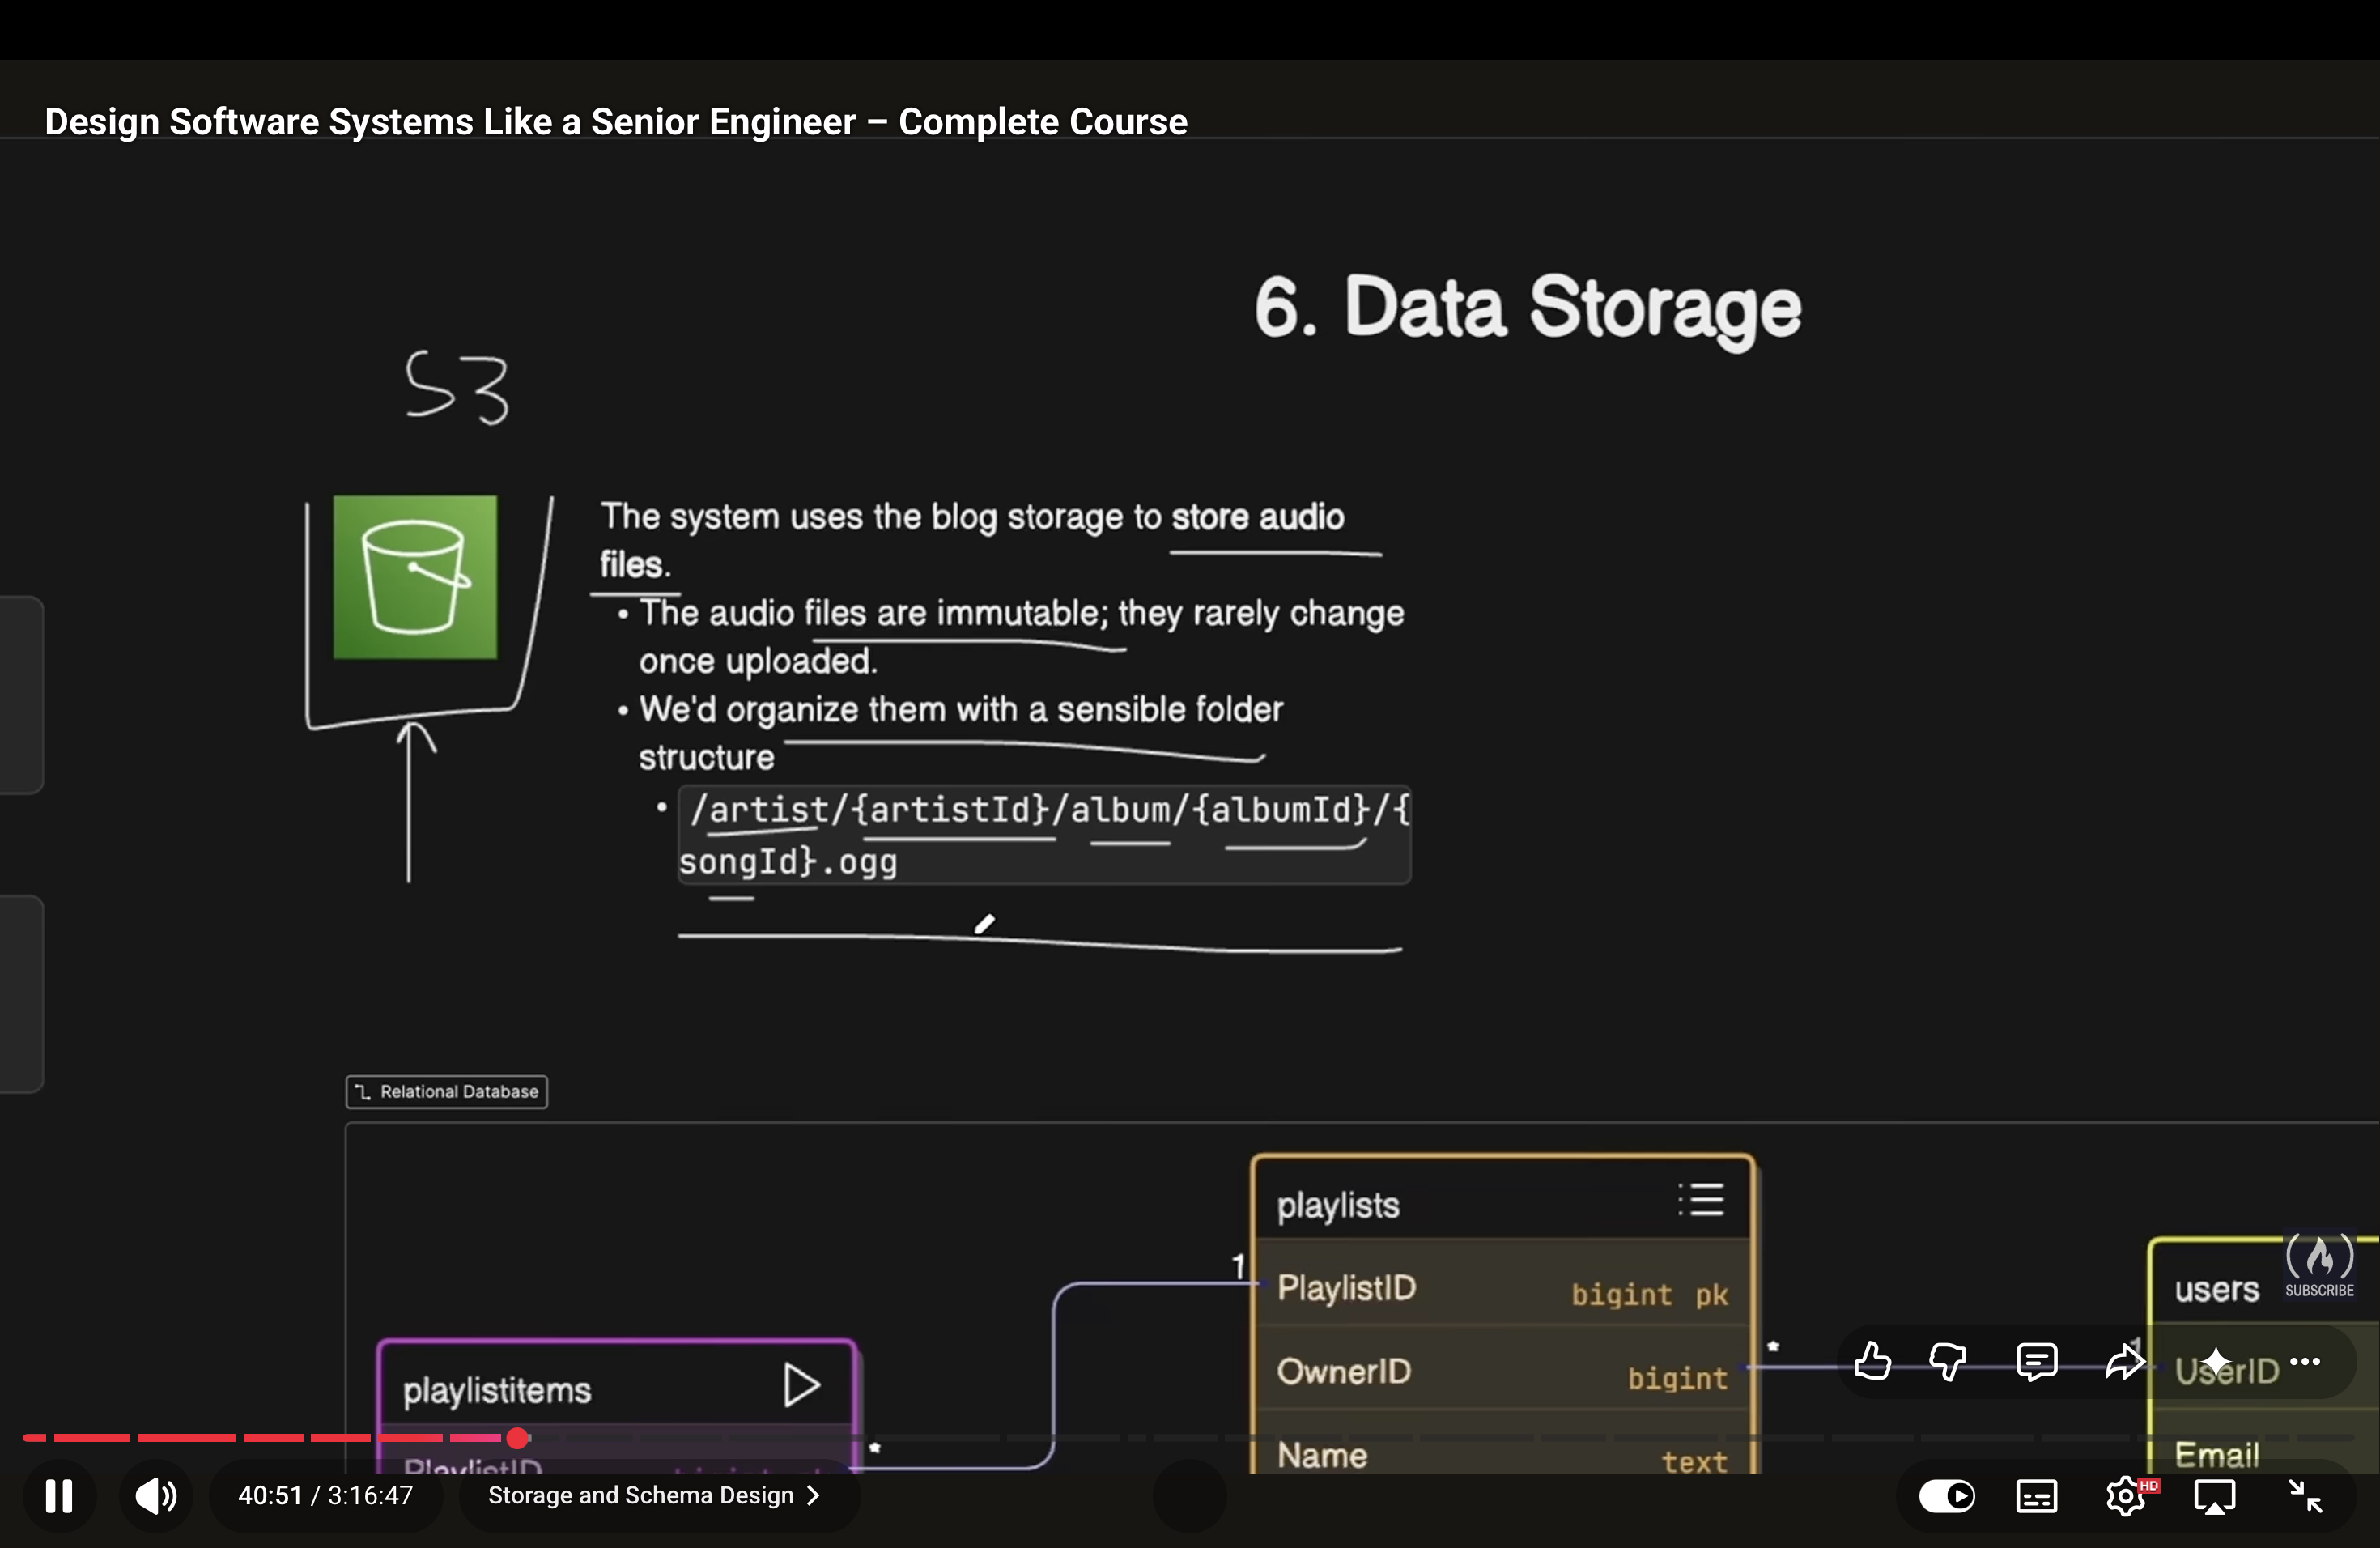 Design Software Systems Like a Senior Engineer – Complete Course
6. Data Storage
S3
The system uses the blog storage to store audio
files.
• The audio files are immutable; they rarely change
once uploaded.
• We'd organize them with a sensible folder
structure
• /artist/{artistId}/album/{albumId}/{
songId}.ogg
Relational Database
playlists
1
PlaylistID bigint pk
users
SUBSCRIBE
OwnerID bigint
*
1
UserID
playlistitems
Name text
Email
PlaylistID
*
40:51 / 3:16:47
Storage and Schema Design
HD